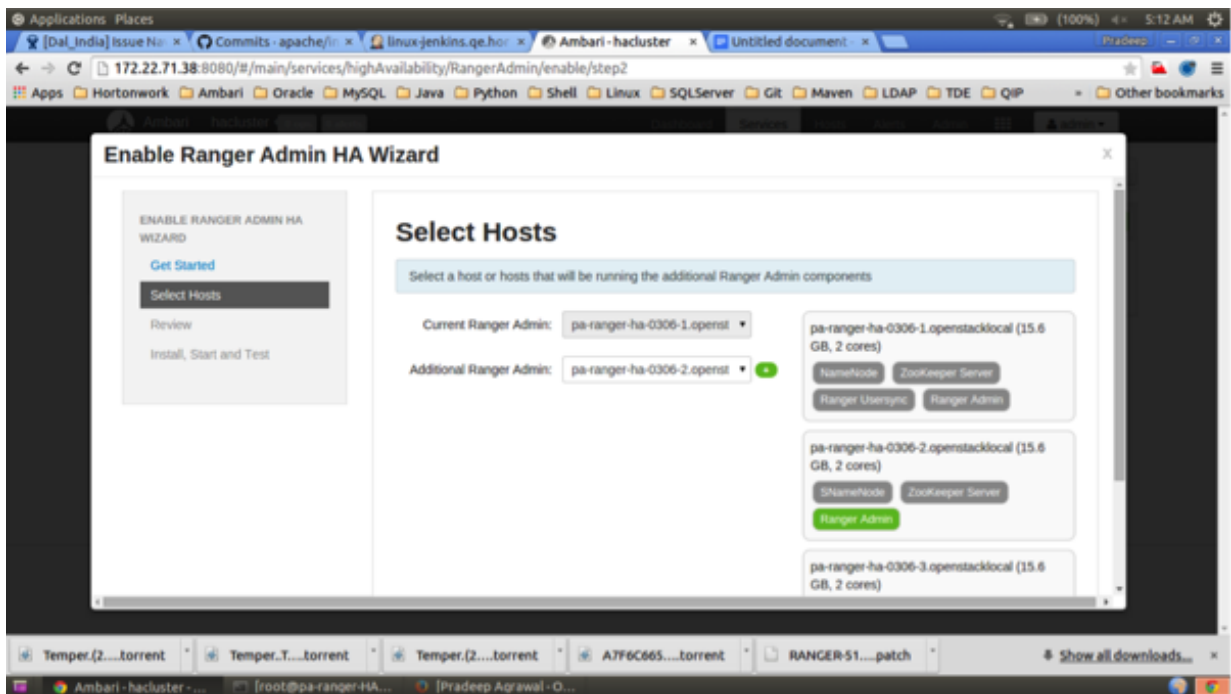 Applications Places
(100%) 5:12 AM
[Dal_India] Issue Na
Commits - apache/in
linux-jenkins.qe.hor
Ambari - hacluster
Untitled document -
Pradeep
172.22.71.38:8080/#/main/services/highAvailability/RangerAdmin/enable/step2
Apps Hortonwork Ambari Oracle MySQL Java Python Shell Linux SQLServer Git Maven LDAP TDE QIP » Other bookmarks
Ambari hacluster Dashboard Services Hosts Alerts Admin admin
Enable Ranger Admin HA Wizard
X
ENABLE RANGER ADMIN HA
WIZARD
Get Started
Select Hosts
Review
Install, Start and Test
Select Hosts
Select a host or hosts that will be running the additional Ranger Admin components
Current Ranger Admin: pa-ranger-ha-0306-1.openst
Additional Ranger Admin: pa-ranger-ha-0306-2.openst +
pa-ranger-ha-0306-1.openstacklocal (15.6
GB, 2 cores)
NameNode ZooKeeper Server
Ranger Usersync Ranger Admin
pa-ranger-ha-0306-2.openstacklocal (15.6
GB, 2 cores)
SNameNode ZooKeeper Server
Ranger Admin
pa-ranger-ha-0306-3.openstacklocal (15.6
GB, 2 cores)
Temper.(2....torrent
Temper..T....torrent
Temper.(2....torrent
A7F6C665....torrent
RANGER-51....patch
Show all downloads...
Ambari - hacluster - ...
[root@pa-ranger-HA...
[Pradeep Agrawal - O...